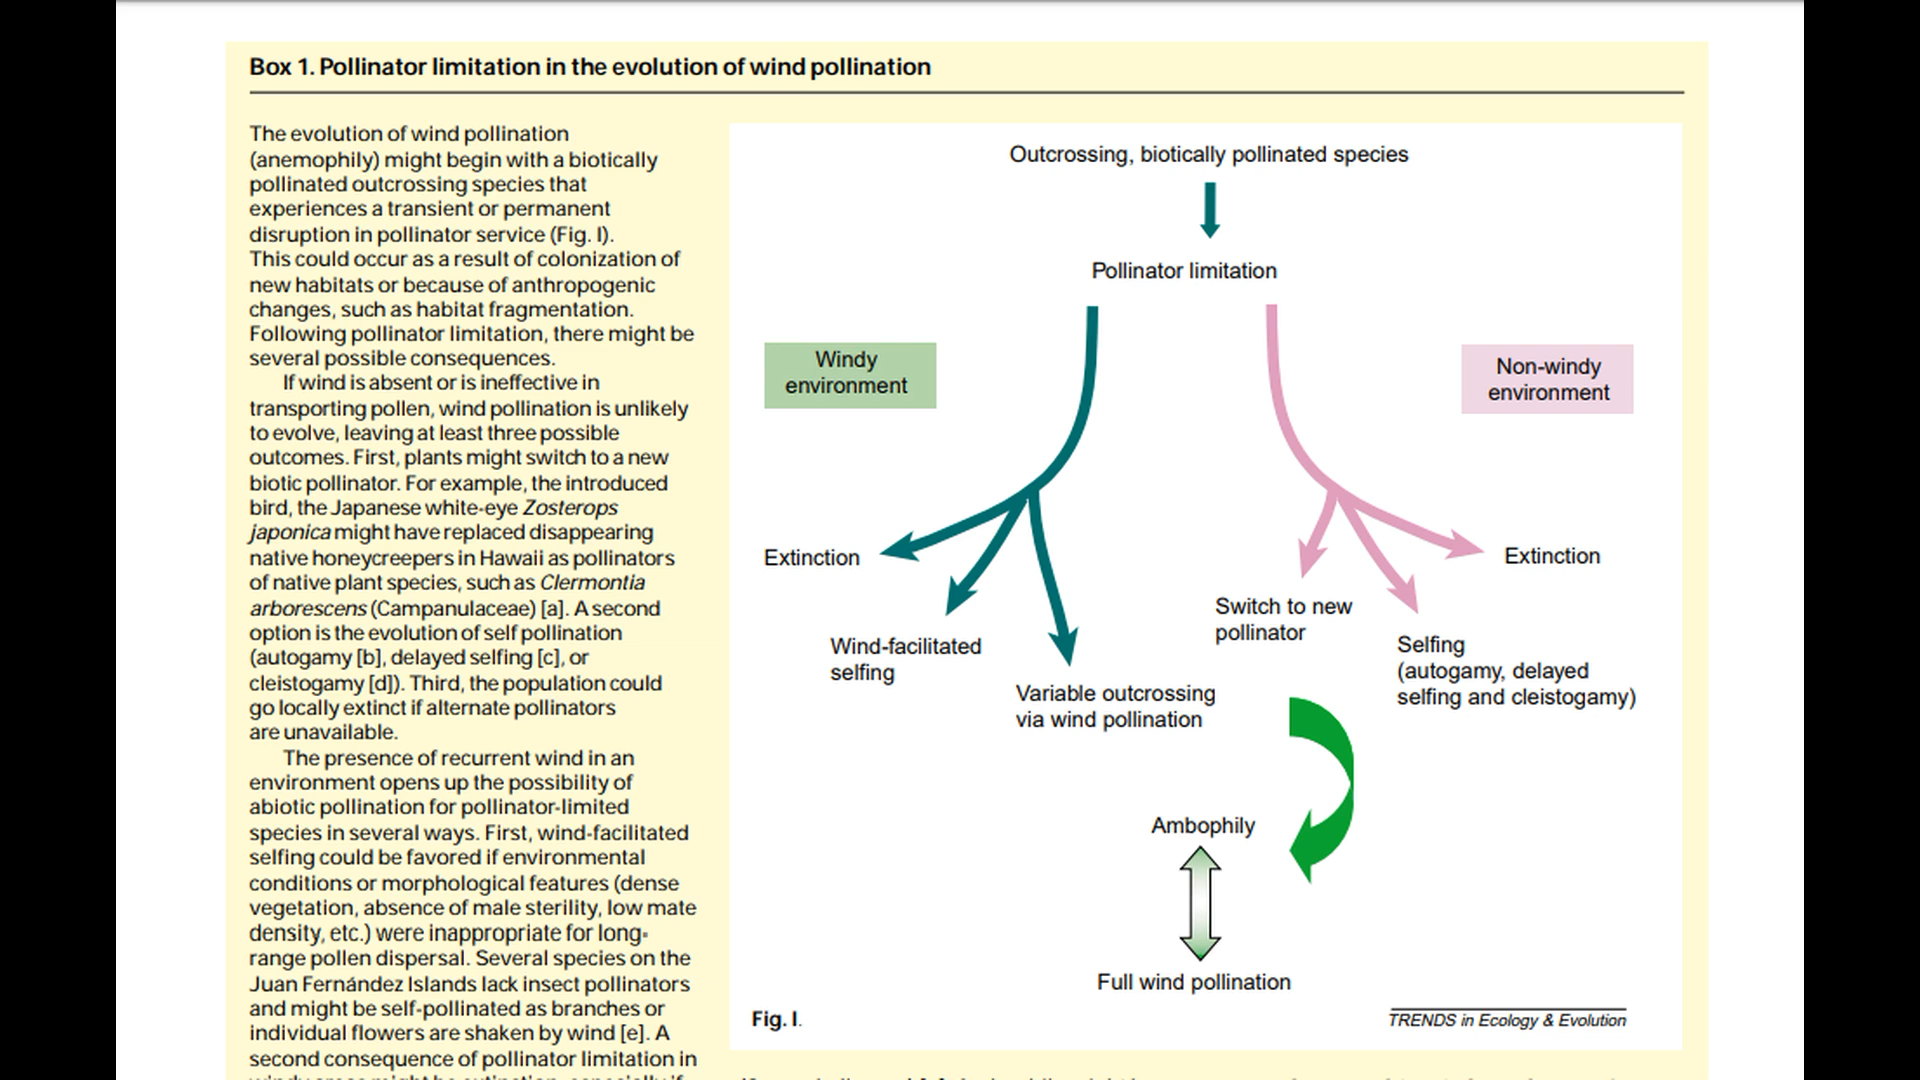 Box 1. Pollinator limitation in the evolution of wind pollination
The evolution of wind pollination
(anemophily) might begin with a biotically
pollinated outcrossing species that
experiences a transient or permanent
disruption in pollinator service (Fig. I).
This could occur as a result of colonization of
new habitats or because of anthropogenic
changes, such as habitat fragmentation.
Following pollinator limitation, there might be
several possible consequences.
If wind is absent or is ineffective in
transporting pollen, wind pollination is unlikely
to evolve, leaving at least three possible
outcomes. First, plants might switch to a new
biotic pollinator. For example, the introduced
bird, the Japanese white-eye Zosterops
japonica might have replaced disappearing
native honeycreepers in Hawaii as pollinators
of native plant species, such as Clermontia
arborescens (Campanulaceae) [a]. A second
option is the evolution of self pollination
(autogamy [b], delayed selfing [c], or
cleistogamy [d]). Third, the population could
go locally extinct if alternate pollinators
are unavailable.
The presence of recurrent wind in an
environment opens up the possibility of
abiotic pollination for pollinator-limited
species in several ways. First, wind-facilitated
selfing could be favored if environmental
conditions or morphological features (dense
vegetation, absence of male sterility, low mate
density, etc.) were inappropriate for long-
range pollen dispersal. Several species on the
Juan Fernández Islands lack insect pollinators
and might be self-pollinated as branches or
individual flowers are shaken by wind [e]. A
second consequence of pollinator limitation in
Outcrossing, biotically pollinated species
Pollinator limitation
Windy
environment
Non-windy
environment
Extinction
Wind-facilitated
selfing
Variable outcrossing
via wind pollination
Switch to new
pollinator
Extinction
Selfing
(autogamy, delayed
selfing and cleistogamy)
Ambophily
Full wind pollination
Fig. I.
TRENDS in Ecology & Evolution